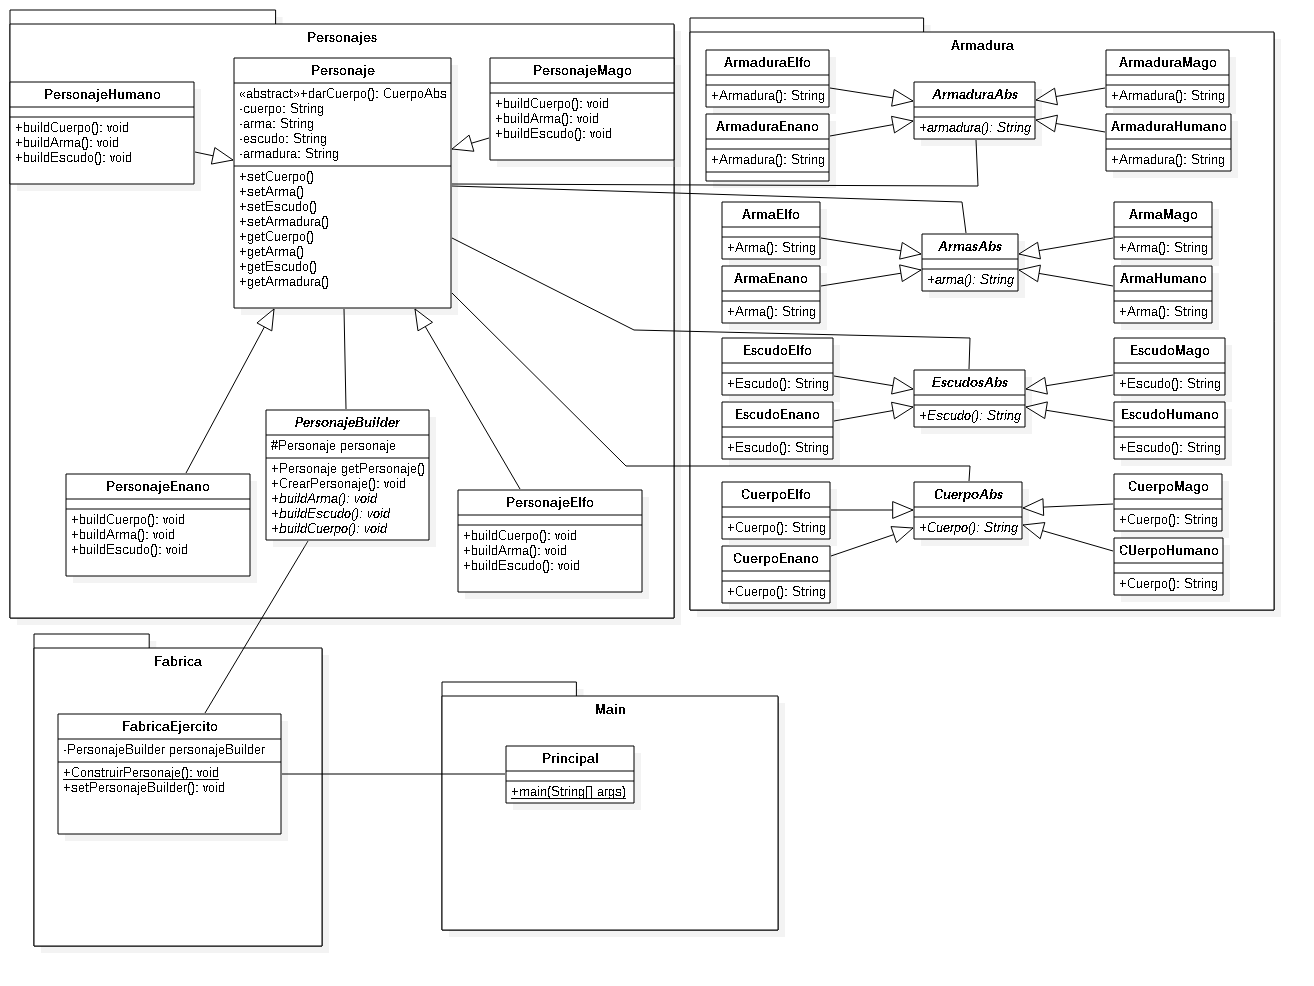 Personajes
PersonajeHumano
+buildCuerpo(): void
+buildArma(): void
+buildEscudo(): void
Personaje
«abstract»+darCuerpo(): CuerpoAbs
-cuerpo: String
-arma: String
-escudo: String
-armadura: String
+setCuerpo()
+setArma()
+setEscudo()
+setArmadura()
+getCuerpo()
+getArma()
+getEscudo()
+getArmadura()
PersonajeMago
+buildCuerpo(): void
+buildArma(): void
+buildEscudo(): void
PersonajeEnano
+buildCuerpo(): void
+buildArma(): void
+buildEscudo(): void
PersonajeBuilder
#Personaje personaje
+Personaje getPersonaje()
+CrearPersonaje(): void
+buildArma(): void
+buildEscudo(): void
+buildCuerpo(): void
PersonajeElfo
+buildCuerpo(): void
+buildArma(): void
+buildEscudo(): void
Armadura
ArmaduraElfo
+Armadura(): String
ArmaduraEnano
+Armadura(): String
ArmaduraAbs
+armadura(): String
ArmaduraMago
+Armadura(): String
ArmaduraHumano
+Armadura(): String
ArmaElfo
+Arma(): String
ArmaEnano
+Arma(): String
ArmasAbs
+arma(): String
ArmaMago
+Arma(): String
ArmaHumano
+Arma(): String
EscudoElfo
+Escudo(): String
EscudoEnano
+Escudo(): String
EscudosAbs
+Escudo(): String
EscudoMago
+Escudo(): String
EscudoHumano
+Escudo(): String
CuerpoElfo
+Cuerpo(): String
CuerpoEnano
+Cuerpo(): String
CuerpoAbs
+Cuerpo(): String
CuerpoMago
+Cuerpo(): String
CUerpoHumano
+Cuerpo(): String
Fabrica
FabricaEjercito
-PersonajeBuilder personajeBuilder
+ConstruirPersonaje(): void
+setPersonajeBuilder(): void
Main
Principal
+main(String[] args)